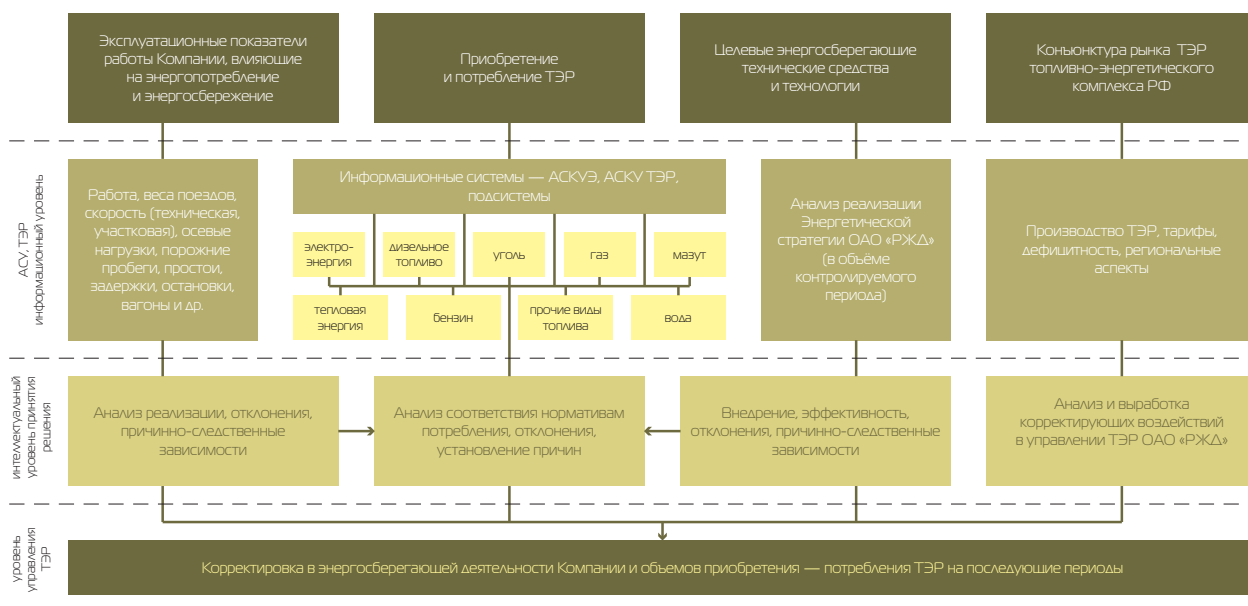 Эксплуатационные показатели
работы Компании, влияющие
на энергопотребление
и энергосбережение
Приобретение
и потребление ТЭР
Целевые энергосберегающие
технические средства
и технологии
Конъюнктура рынка ТЭР
топливно-энергетического
комплекса РФ
АСУ, ТЭР
информационный уровень
Работа, веса поездов,
скорость (техническая,
участковая), осевые
нагрузки, порожние
пробеги, простои,
задержки, остановки,
вагоны и др.
Информационные системы — АСКУЭ, АСКУ ТЭР,
подсистемы
электро-
энергия
дизельное
топливо
уголь
газ
мазут
тепловая
энергия
бензин
прочие виды
топлива
вода
Анализ реализации
Энергетической
стратегии ОАО «РЖД»
(в объёме
контролируемого
периода)
Производство ТЭР, тарифы,
дефицитность, региональные
аспекты
интеллектуальный
уровень принятия
решения
Анализ реализации, отклонения,
причинно-следственные
зависимости
Анализ соответствия нормативам
потребления, отклонения,
установление причин
Внедрение, эффективность,
отклонения, причинно-следственные
зависимости
Анализ и выработка
корректирующих воздействий
в управлении ТЭР ОАО «РЖД»
уровень
управления
ТЭР
Корректировка в энергосберегающей деятельности Компании и объемов приобретения — потребления ТЭР на последующие периоды